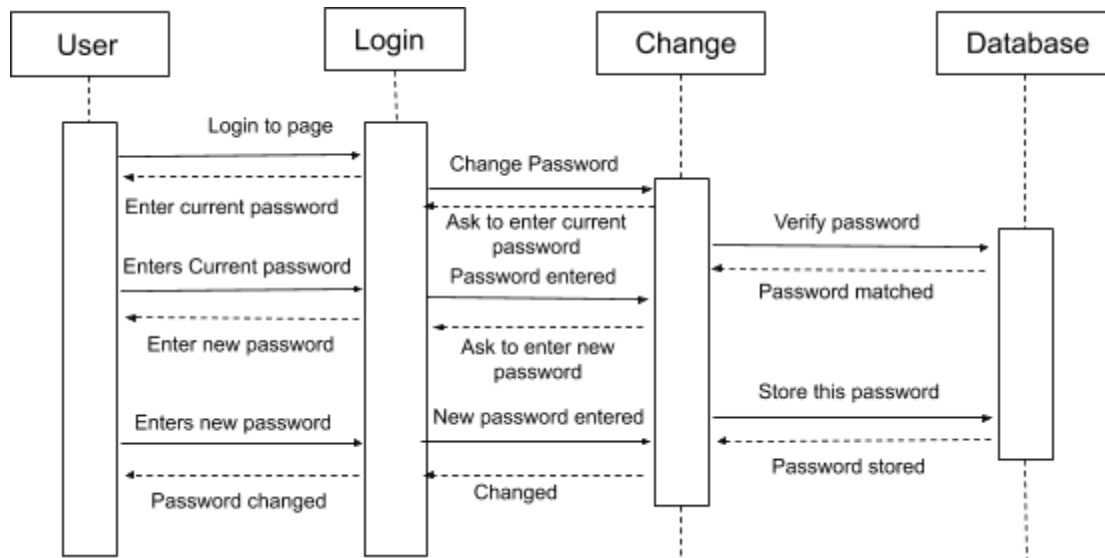 User
Login
Change
Database
Login to page
Change Password
Enter current password
Ask to enter current
password
Verify password
Enters Current password
Password entered
Password matched
Enter new password
Ask to enter new
password
Store this password
Enters new password
New password entered
Password stored
Password changed
Changed